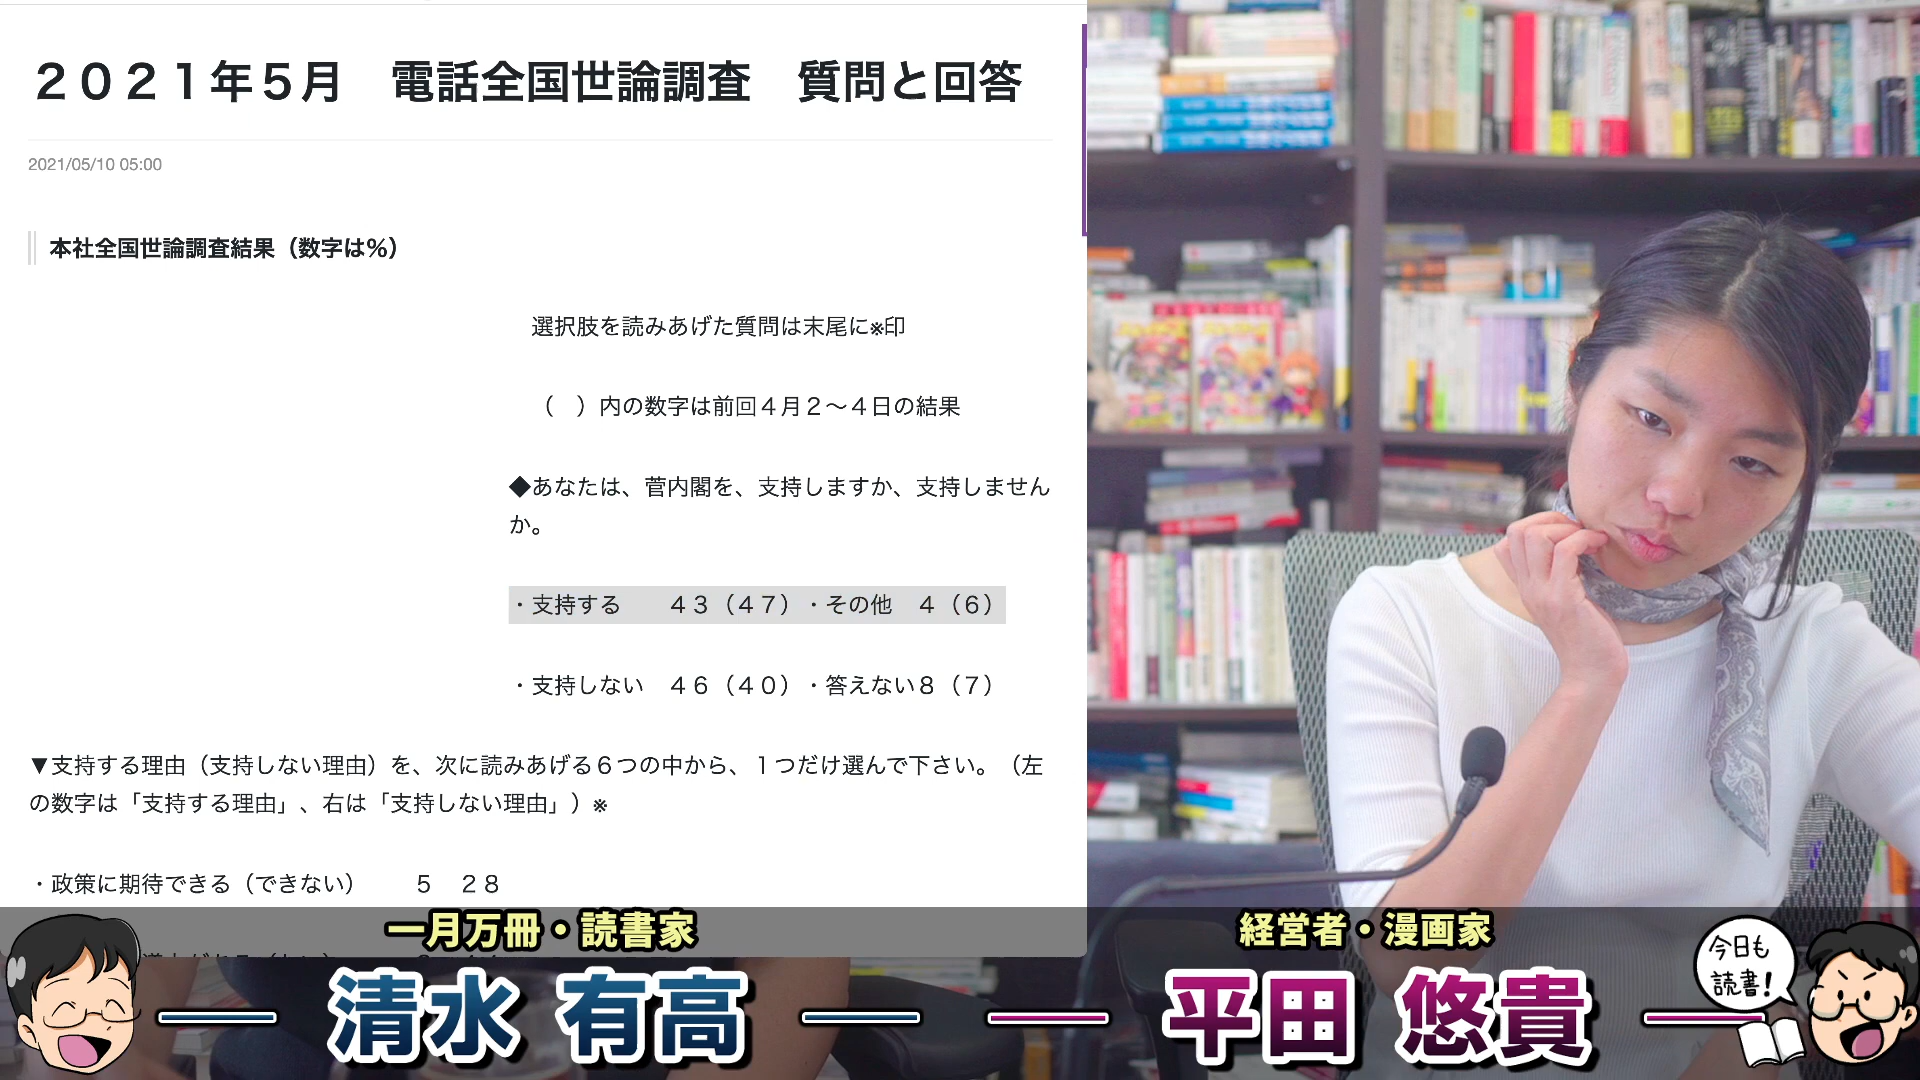 ２０２１年５月　電話全国世論調査　質問と回答
2021/05/10 05:00
本社全国世論調査結果（数字は%）
選択肢を読みあげた質問は末尾に※印
（　）内の数字は前回４月２～４日の結果
◆あなたは、菅内閣を、支持しますか、支持しません
か。
・支持する　　４３（４７）・その他　４（６）
・支持しない　４６（４０）・答えない８（７）
▼支持する理由（支持しない理由）を、次に読みあげる６つの中から、１つだけ選んで下さい。（左
の数字は「支持する理由」、右は「支持しない理由」）※
・政策に期待できる（できない）　　５　２８
一月万冊・読書家
清水 有高
経営者・漫画家
平田 悠貴
今日も
読書!